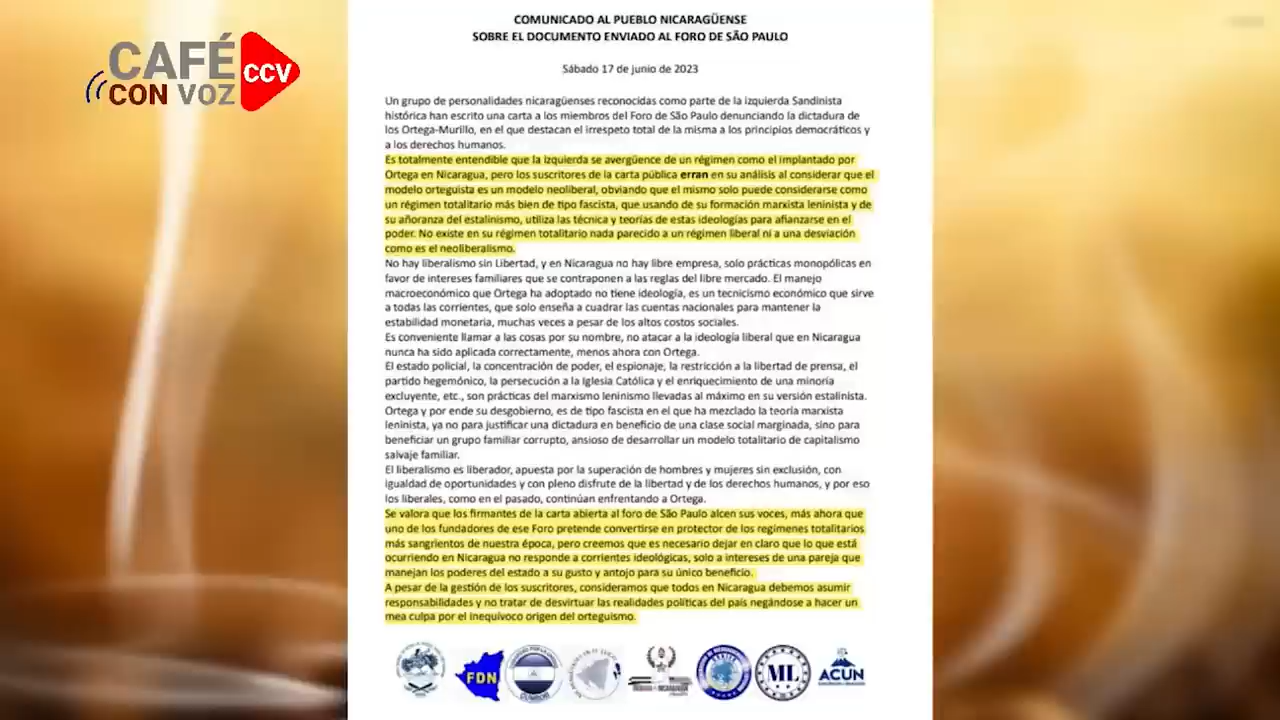 CAFÉ
CON VOZ
CCV
COMUNICADO AL PUEBLO NICARAGÜENSE
SOBRE EL DOCUMENTO ENVIADO AL FORO DE SÃO PAULO
Sábado 17 de junio de 2023
Un grupo de personalidades nicaragüenses reconocidas como parte de la izquierda Sandinista
histórica han escrito una carta a los miembros del Foro de São Paulo denunciando la dictadura de
los Ortega-Murillo, en el que destacan el irrespeto total de la misma a los principios democráticos y
a los derechos humanos.
Es totalmente entendible que la izquierda se avergüence de un régimen como el implantado por
Ortega en Nicaragua, pero los suscritores de la carta pública erran en su análisis al considerar que el
modelo orteguista es un modelo neoliberal, obviando que el mismo solo puede considerarse como
un régimen totalitario más bien de tipo fascista, que usando de su formación marxista leninista y de
su añoranza del estalinismo, utiliza las técnica y teorías de estas ideologías para afianzarse en el
poder. No existe en su régimen totalitario nada parecido a un régimen liberal ni a una desviación
como es el neoliberalismo.
No hay liberalismo sin Libertad, y en Nicaragua no hay libre empresa, solo prácticas monopólicas en
favor de intereses familiares que se contraponen a las reglas del libre mercado. El manejo
macroeconómico que Ortega ha adoptado no tiene ideología, es un tecnicismo económico que sirve
a todas las corrientes, que solo enseña a cuadrar las cuentas nacionales para mantener la
estabilidad monetaria, muchas veces a pesar de los altos costos sociales.
Es conveniente llamar a las cosas por su nombre, no atacar a la ideología liberal que en Nicaragua
nunca ha sido aplicada correctamente, menos ahora con Ortega.
El estado policial, la concentración de poder, el espionaje, la restricción a la libertad de prensa, el
partido hegemónico, la persecución a la Iglesia Católica y el enriquecimiento de una minoría
excluyente, etc., son prácticas del marxismo leninismo llevadas al máximo en su versión estalinista.
Ortega y por ende su desgobierno, es de tipo fascista en el que ha mezclado la teoría marxista
leninista, ya no para justificar una dictadura en beneficio de una clase social marginada, sino para
beneficiar un grupo familiar corrupto, ansioso de desarrollar un modelo totalitario de capitalismo
salvaje familiar.
El liberalismo es liberador, apuesta por la superación de hombres y mujeres sin exclusión, con
igualdad de oportunidades y con pleno disfrute de la libertad y de los derechos humanos, y por eso
los liberales, como en el pasado, continúan enfrentando a Ortega.
Se valora que los firmantes de la carta abierta al foro de São Paulo alcen sus voces, más ahora que
uno de los fundadores de ese Foro pretende convertirse en protector de los regímenes totalitarios
más sangrientos de nuestra época, pero creemos que es necesario dejar en claro que lo que está
ocurriendo en Nicaragua no responde a corrientes ideológicas, solo a intereses de una pareja que
manejan los poderes del estado a su gusto y antojo para su único beneficio.
A pesar de la gestión de los suscritores, consideramos que todos en Nicaragua debemos asumir
responsabilidades y no tratar de desvirtuar las realidades políticas del país negándose a hacer un
mea culpa por el inequívoco origen del orteguismo.
FDN
ML
ACUN